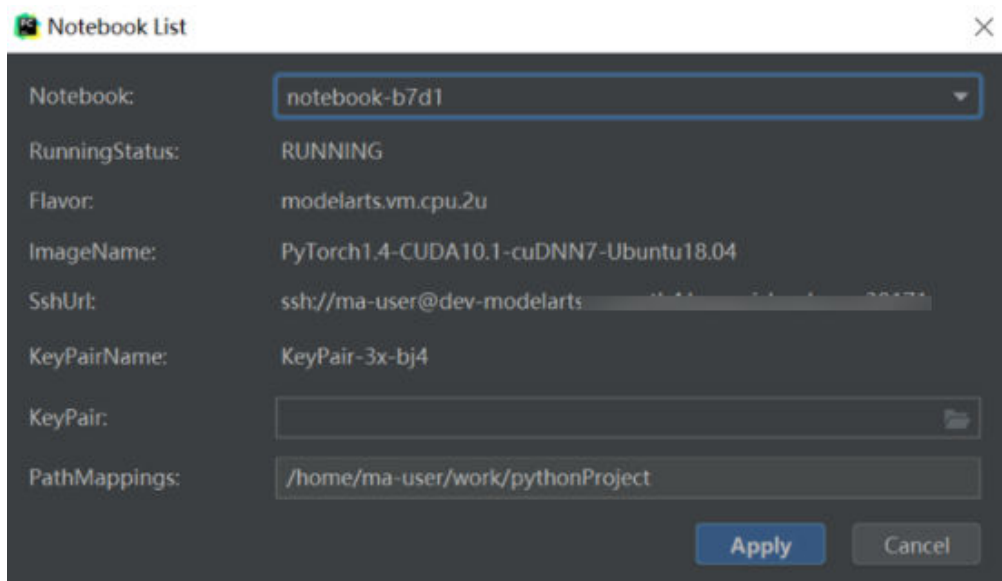 Notebook List
Notebook: notebook-b7d1
RunningStatus: RUNNING
Flavor: modelarts.vm.cpu.2u
ImageName: PyTorch1.4-CUDA10.1-cuDNN7-Ubuntu18.04
SshUrl: ssh://ma-user@dev-modelarts
KeyPairName: KeyPair-3x-bj4
KeyPair:
PathMappings: /home/ma-user/work/pythonProject
Apply Cancel